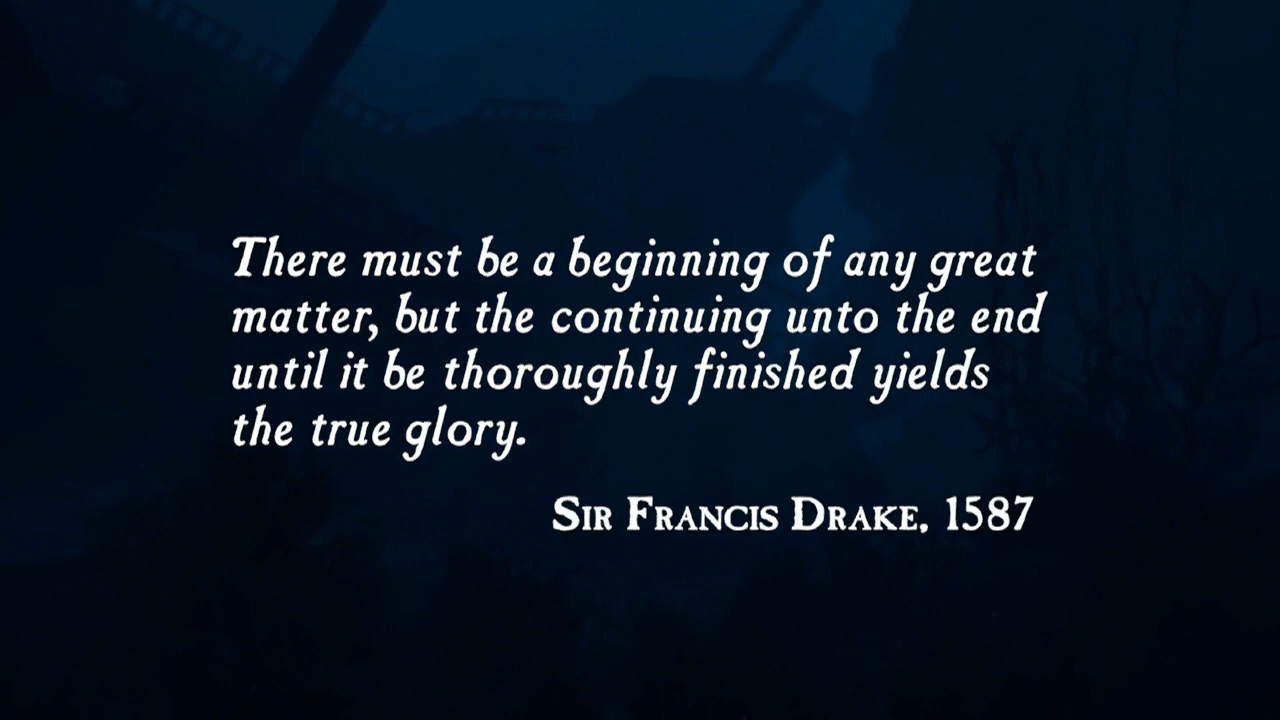 There must be a beginning of any great
matter, but the continuing unto the end
until it be thoroughly finished yields
the true glory.
Sir Francis Drake, 1587